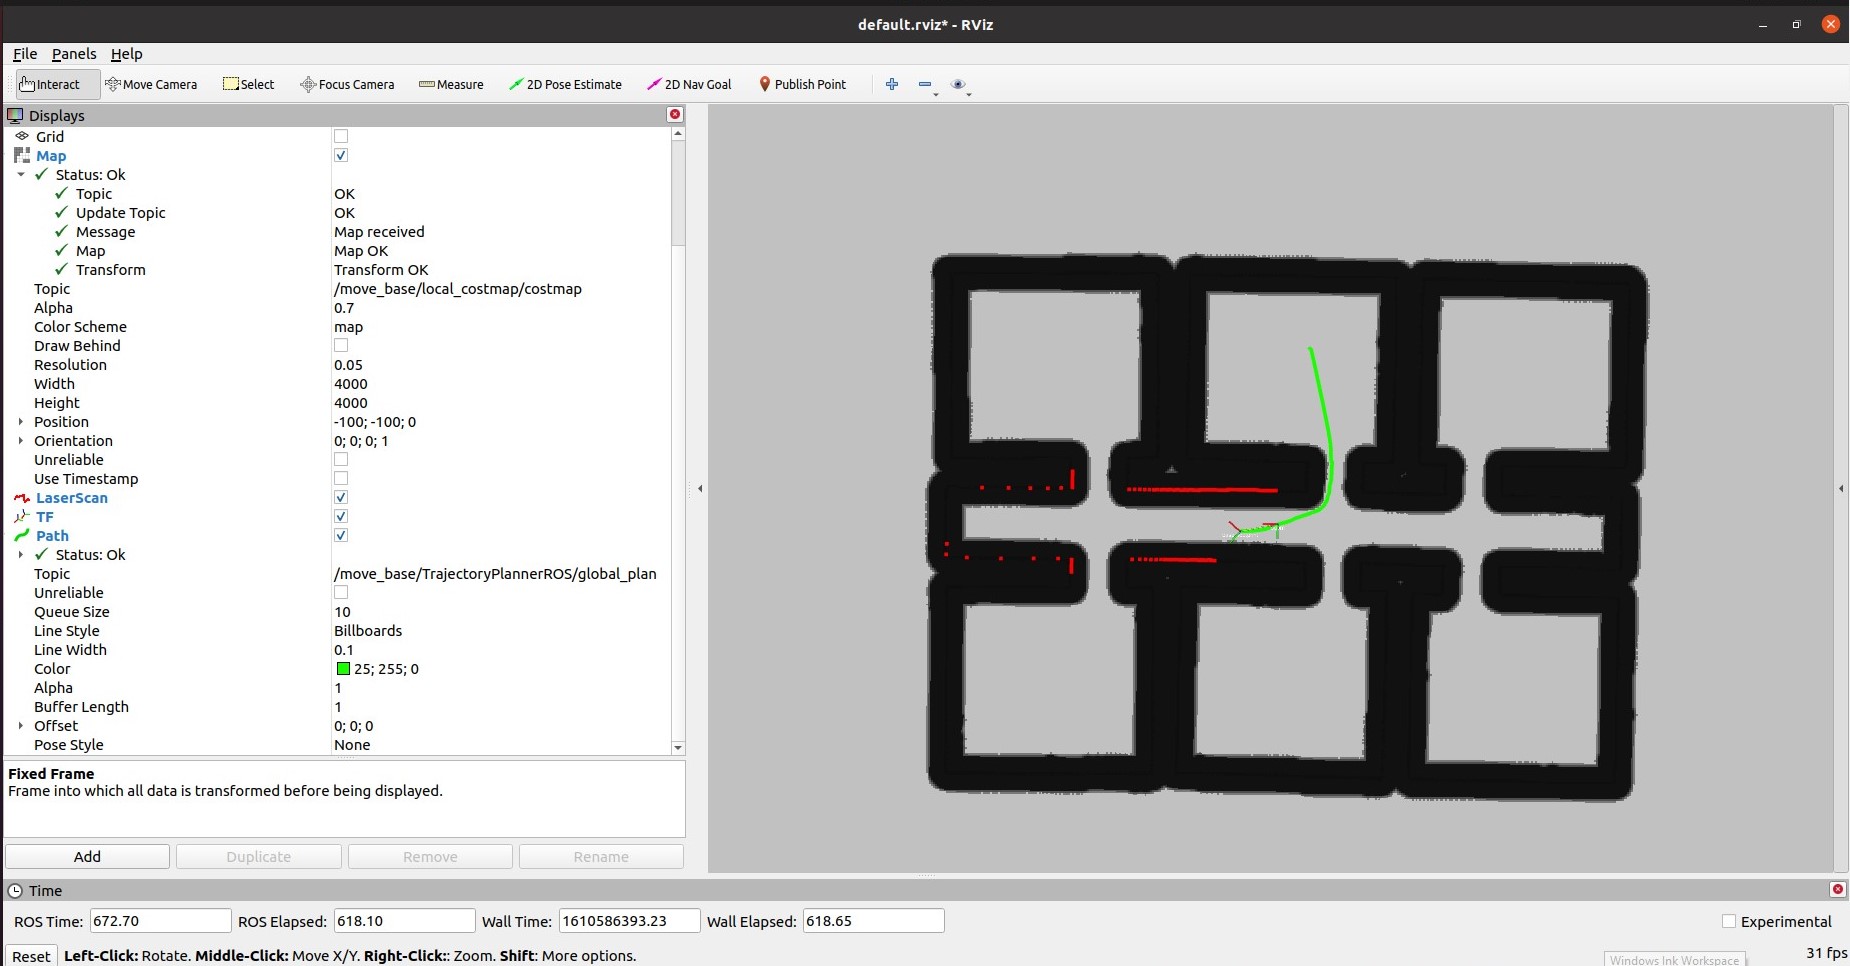 default.rviz* - RViz
File Panels Help
Interact Move Camera Select Focus Camera Measure 2D Pose Estimate 2D Nav Goal Publish Point
Displays
Grid
Map
Status: Ok
Topic OK
Update Topic OK
Message Map received
Map Map OK
Transform Transform OK
Topic /move_base/local_costmap/costmap
Alpha 0.7
Color Scheme map
Draw Behind
Resolution 0.05
Width 4000
Height 4000
Position -100; -100; 0
Orientation 0; 0; 0; 1
Unreliable
Use Timestamp
LaserScan
TF
Path
Status: Ok
Topic /move_base/TrajectoryPlannerROS/global_plan
Unreliable
Queue Size 10
Line Style Billboards
Line Width 0.1
Color 25; 255; 0
Alpha 1
Buffer Length 1
Offset 0; 0; 0
Pose Style None
Fixed Frame
Frame into which all data is transformed before being displayed.
Add Duplicate Remove Rename
Time
ROS Time: 672.70 ROS Elapsed: 618.10 Wall Time: 1610586393.23 Wall Elapsed: 618.65 Experimental
Reset Left-Click: Rotate. Middle-Click: Move X/Y. Right-Click:: Zoom. Shift: More options. 31 fps
Windows Ink Workspace